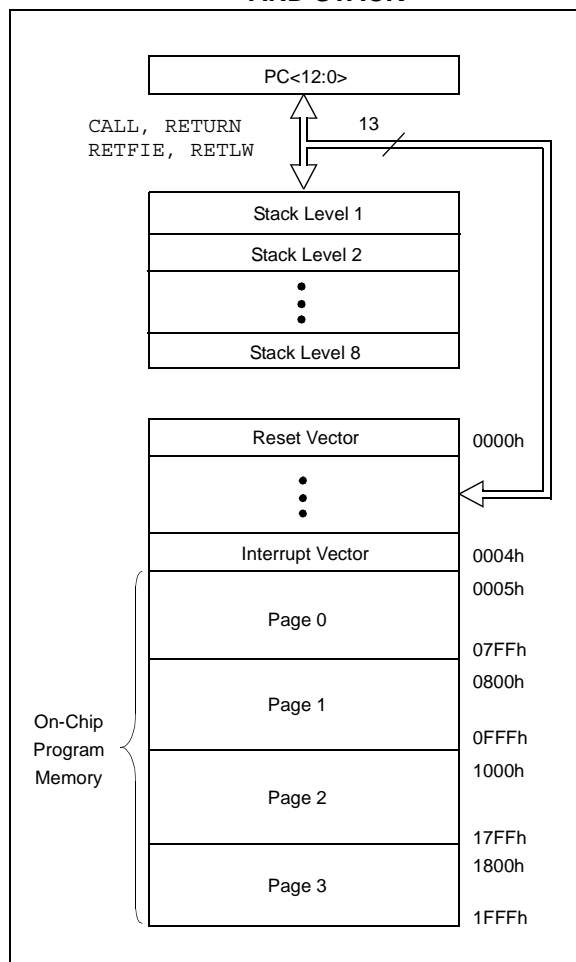 AND STACK
PC<12:0>
CALL, RETURN
RETFIE, RETLW
13
Stack Level 1
Stack Level 2
Stack Level 8
Reset Vector
0000h
Interrupt Vector
0004h
0005h
Page 0
07FFh
0800h
Page 1
0FFFh
On-Chip
Program
Memory
1000h
Page 2
17FFh
1800h
Page 3
1FFFh